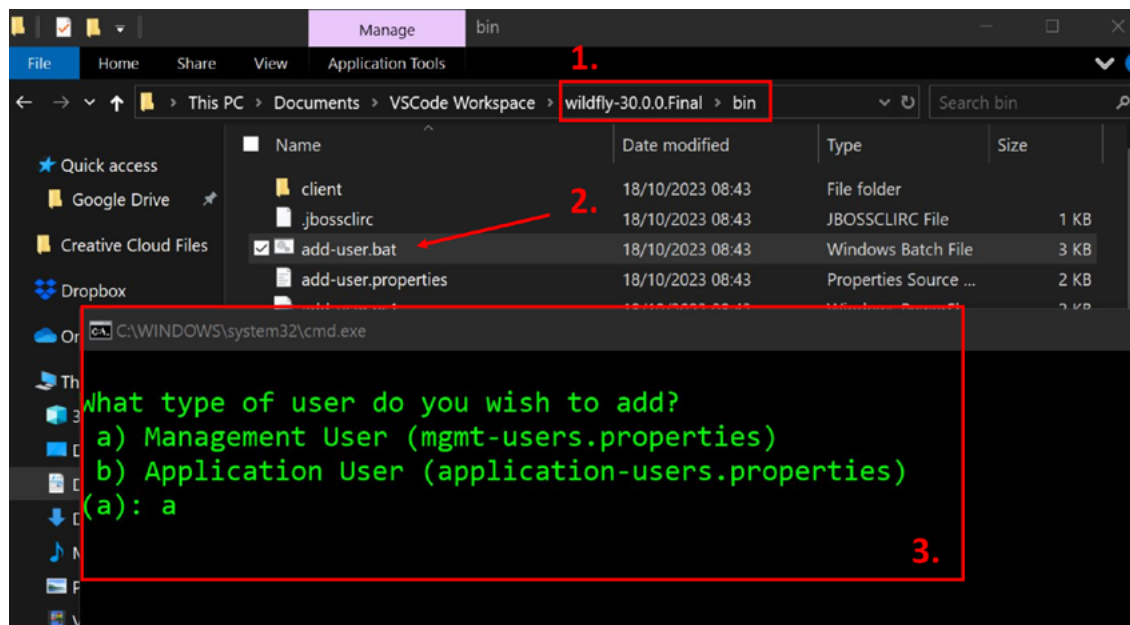 Manage bin
File Home Share View Application Tools
1.
This PC > Documents > VSCode Workspace > wildfly-30.0.0.Final > bin
Search bin
Name Date modified Type Size
Quick access
Google Drive
Creative Cloud Files
Dropbox
client 18/10/2023 08:43 File folder
2.
.jbossclirc 18/10/2023 08:43 JBOSSCLIRC File 1 KB
add-user.bat 18/10/2023 08:43 Windows Batch File 3 KB
add-user.properties 18/10/2023 08:43 Properties Source ... 2 KB
C:\WINDOWS\system32\cmd.exe
What type of user do you wish to add?
a) Management User (mgmt-users.properties)
b) Application User (application-users.properties)
(a): a
3.